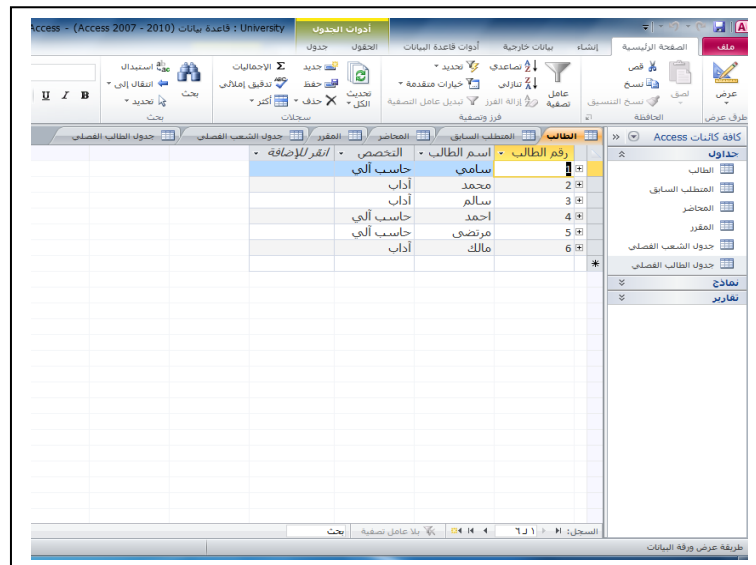 أدوات الجدول
University : قاعدة بيانات (Access 2007 - 2010) - Access
ملف الصفحة الرئيسية إنشاء بيانات خارجية أدوات قاعدة البيانات الحقول جدول
عرض لصق قص نسخ نسخ التنسيق
عامل تصفية تصاعدي تنازلي إزالة الفرز تحديد خيارات متقدمة تبديل عامل التصفية
تحديث الكل جديد حفظ حذف الإجماليات تدقيق إملائي أكثر
بحث استبدال انتقال إلى تحديد
B I U
طرق عرض الحافظة فرز وتصفية سجلات بحث
كافة كائنات Access
الطالب المتطلب السابق المحاضر المقرر جدول الشعب الفصلي جدول الطالب الفصلي
جداول
الطالب
المتطلب السابق
المحاضر
المقرر
جدول الشعب الفصلي
جدول الطالب الفصلي
نماذج
تقارير
رقم الطالب اسم الطالب التخصص انقر للإضافة
1 سامي حاسب آلي
2 محمد آداب
3 سالم آداب
4 احمد حاسب آلي
5 مرتضى حاسب آلي
6 مالك آداب
السجل: ١ لـ ٦ بلا عامل تصفية بحث
طريقة عرض ورقة البيانات